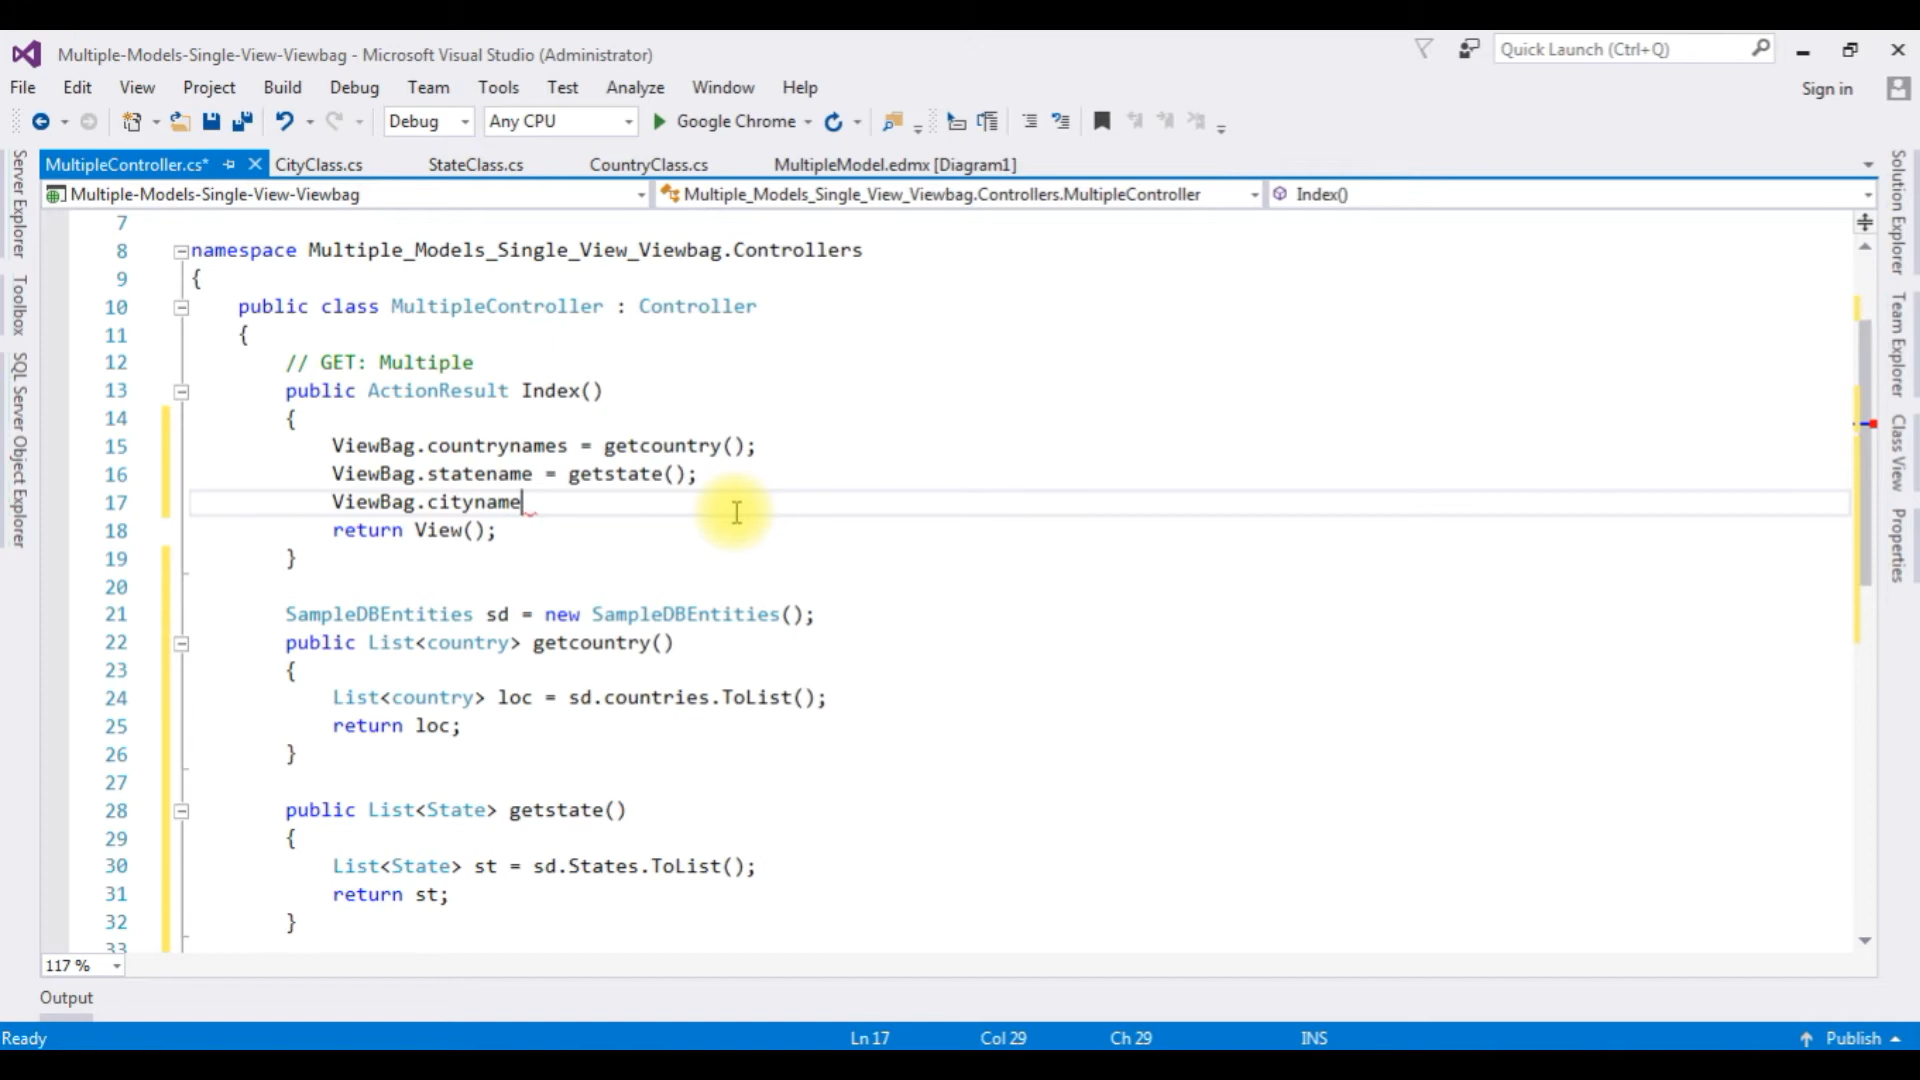 Multiple-Models-Single-View-Viewbag - Microsoft Visual Studio (Administrator)
Quick Launch (Ctrl+Q)
File Edit View Project Build Debug Team Tools Test Analyze Window Help
Sign in
Debug Any CPU Google Chrome
MultipleController.cs* CityClass.cs StateClass.cs CountryClass.cs MultipleModel.edmx [Diagram1]
Multiple-Models-Single-View-Viewbag Multiple_Models_Single_View_Viewbag.Controllers.MultipleController Index()
Server Explorer
Toolbox
SQL Server Object Explorer
7
8 namespace Multiple_Models_Single_View_Viewbag.Controllers
9 {
10 public class MultipleController : Controller
11 {
12 // GET: Multiple
13 public ActionResult Index()
14 {
15 ViewBag.countrynames = getcountry();
16 ViewBag.statename = getstate();
17 ViewBag.cityname
18 return View();
19 }
20
21 SampleDBEntities sd = new SampleDBEntities();
22 public List<country> getcountry()
23 {
24 List<country> loc = sd.countries.ToList();
25 return loc;
26 }
27
28 public List<State> getstate()
29 {
30 List<State> st = sd.States.ToList();
31 return st;
32 }
33
Solution Explorer
Team Explorer
Class View
Properties
117 %
Output
Ready Ln 17 Col 29 Ch 29 INS Publish